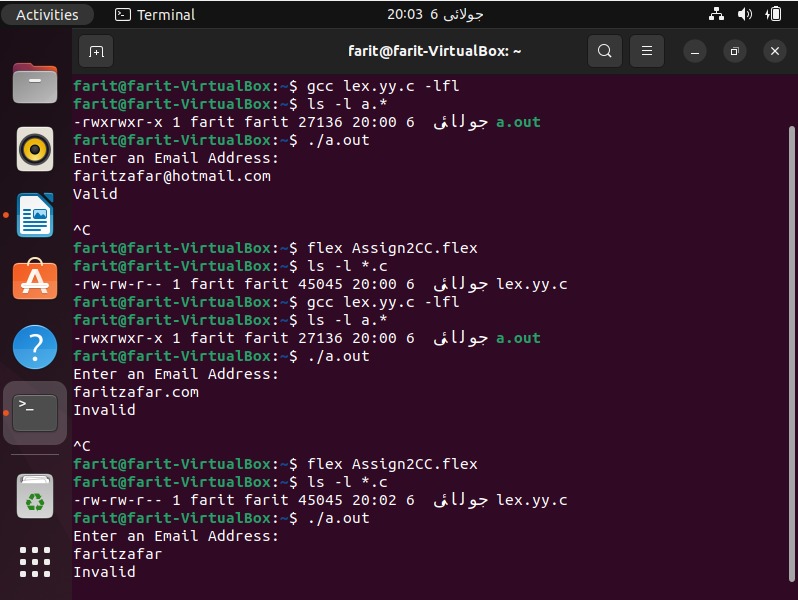 Activities
Terminal
20:03 6 جولائی
farit@farit-VirtualBox: ~
farit@farit-VirtualBox:~$ gcc lex.yy.c -lfl
farit@farit-VirtualBox:~$ ls -l a.*
-rwxrwxr-x 1 farit farit 27136 20:00 6 جولائی a.out
farit@farit-VirtualBox:~$ ./a.out
Enter an Email Address:
faritzafar@hotmail.com
Valid
^C
farit@farit-VirtualBox:~$ flex Assign2CC.flex
farit@farit-VirtualBox:~$ ls -l *.c
-rw-rw-r-- 1 farit farit 45045 20:00 6 جولائی lex.yy.c
farit@farit-VirtualBox:~$ gcc lex.yy.c -lfl
farit@farit-VirtualBox:~$ ls -l a.*
-rwxrwxr-x 1 farit farit 27136 20:00 6 جولائی a.out
farit@farit-VirtualBox:~$ ./a.out
Enter an Email Address:
faritzafar.com
Invalid
^C
farit@farit-VirtualBox:~$ flex Assign2CC.flex
farit@farit-VirtualBox:~$ ls -l *.c
-rw-rw-r-- 1 farit farit 45045 20:02 6 جولائی lex.yy.c
farit@farit-VirtualBox:~$ ./a.out
Enter an Email Address:
faritzafar
Invalid